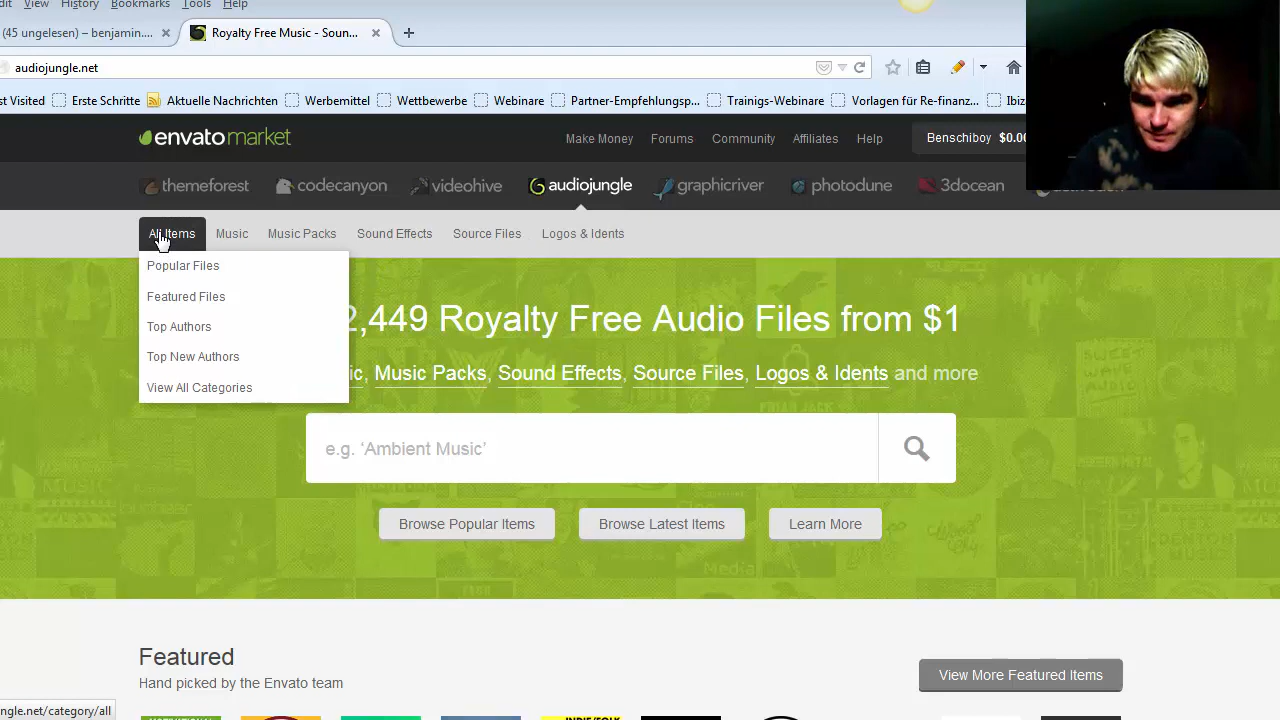 dit View History Bookmarks Tools Help
(45 ungelesen) – benjamin.... × Royalty Free Music - Soun... × +
audiojungle.net
st Visited Erste Schritte Aktuelle Nachrichten Werbemittel Wettbewerbe Webinare Partner-Empfehlungsp... Trainigs-Webinare Vorlagen für Re-finanz... Ibiz
envatomarket Make Money Forums Community Affiliates Help Benschiboy $0.00
themeforest codecanyon videohive audiojungle graphicriver photodune 3docean
All Items Music Music Packs Sound Effects Source Files Logos & Idents
Popular Files
Featured Files
Top Authors
Top New Authors
View All Categories
2,449 Royalty Free Audio Files from $1
ic, Music Packs, Sound Effects, Source Files, Logos & Idents and more
e.g. ‘Ambient Music’
Browse Popular Items Browse Latest Items Learn More
Featured
Hand picked by the Envato team
View More Featured Items
ngle.net/category/all
INDIE/FOLK